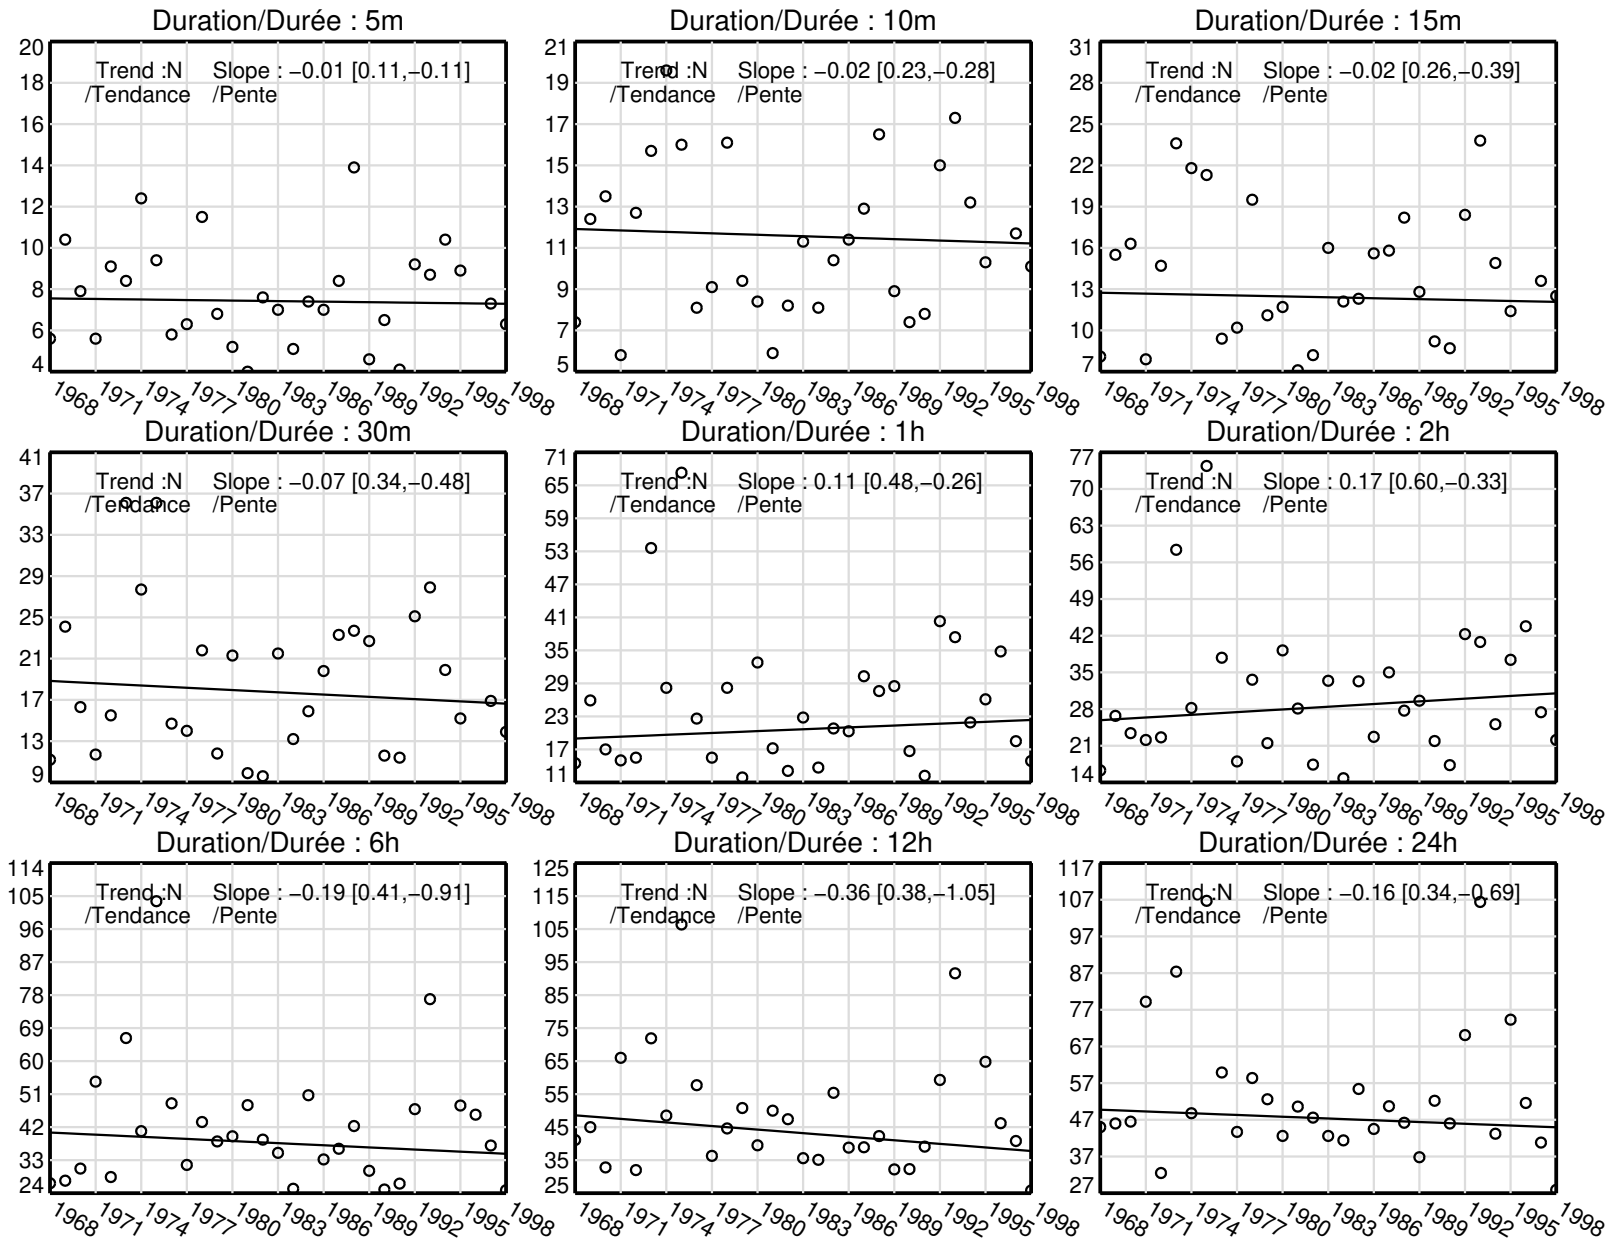 Duration/Durée : 5m
20
18
16
14
12
10
8
6
4
Trend :N Slope : −0.01 [0.11,−0.11]
/Tendance /Pente
1968 1971 1974 1977 1980 1983 1986 1989 1992 1995 1998
Duration/Durée : 10m
21
19
17
15
13
11
9
7
5
Trend :N Slope : −0.02 [0.23,−0.28]
/Tendance /Pente
1968 1971 1974 1977 1980 1983 1986 1989 1992 1995 1998
Duration/Durée : 15m
31
28
25
22
19
16
13
10
7
Trend :N Slope : −0.02 [0.26,−0.39]
/Tendance /Pente
1968 1971 1974 1977 1980 1983 1986 1989 1992 1995 1998
Duration/Durée : 30m
41
37
33
29
25
21
17
13
9
Trend :N Slope : −0.07 [0.34,−0.48]
/Tendance /Pente
1968 1971 1974 1977 1980 1983 1986 1989 1992 1995 1998
Duration/Durée : 1h
71
65
59
53
47
41
35
29
23
17
11
Trend :N Slope : 0.11 [0.48,−0.26]
/Tendance /Pente
1968 1971 1974 1977 1980 1983 1986 1989 1992 1995 1998
Duration/Durée : 2h
77
70
63
56
49
42
35
28
21
14
Trend :N Slope : 0.17 [0.60,−0.33]
/Tendance /Pente
1968 1971 1974 1977 1980 1983 1986 1989 1992 1995 1998
Duration/Durée : 6h
114
105
96
87
78
69
60
51
42
33
24
Trend :N Slope : −0.19 [0.41,−0.91]
/Tendance /Pente
1968 1971 1974 1977 1980 1983 1986 1989 1992 1995 1998
Duration/Durée : 12h
125
115
105
95
85
75
65
55
45
35
25
Trend :N Slope : −0.36 [0.38,−1.05]
/Tendance /Pente
1968 1971 1974 1977 1980 1983 1986 1989 1992 1995 1998
Duration/Durée : 24h
117
107
97
87
77
67
57
47
37
27
Trend :N Slope : −0.16 [0.34,−0.69]
/Tendance /Pente
1968 1971 1974 1977 1980 1983 1986 1989 1992 1995 1998